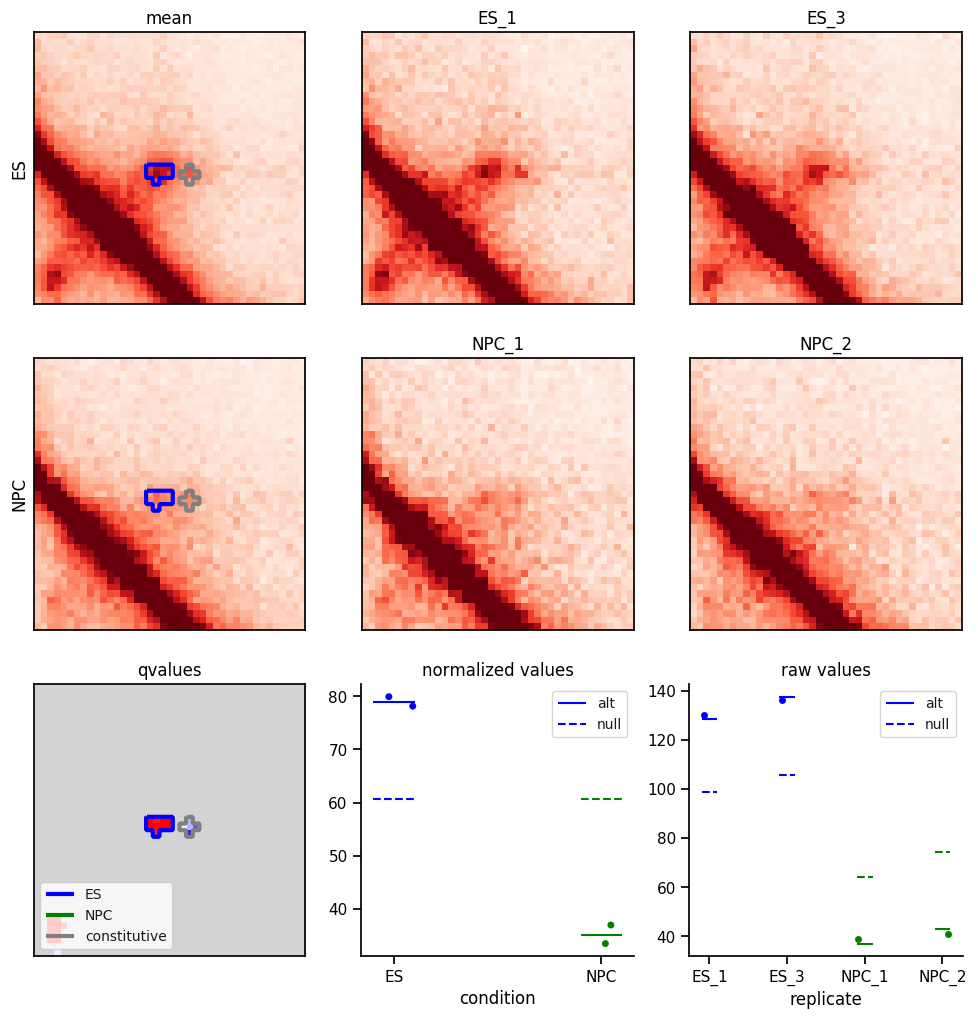 mean
ES_1
ES_3
ES
NPC_1
NPC_2
NPC
qvalues
ES
NPC
constitutive
normalized values
80
70
60
50
40
alt
null
ES
NPC
condition
raw values
140
120
100
80
60
40
alt
null
ES_1
ES_3
NPC_1
NPC_2
replicate